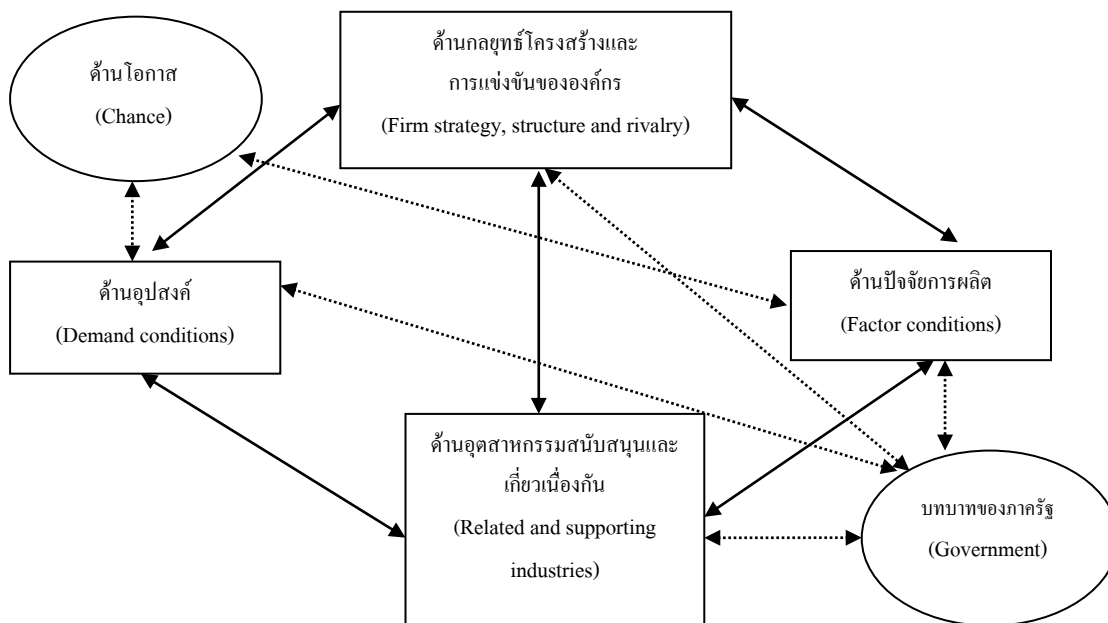 ด้านโอกาส
(Chance)
ด้านกลยุทธ์โครงสร้างและ
การแข่งขันขององค์กร
(Firm strategy, structure and rivalry)
ด้านอุปสงค์
(Demand conditions)
ด้านปัจจัยการผลิต
(Factor conditions)
ด้านอุตสาหกรรมสนับสนุนและ
เกี่ยวเนื่องกัน
(Related and supporting
industries)
บทบาทของภาครัฐ
(Government)